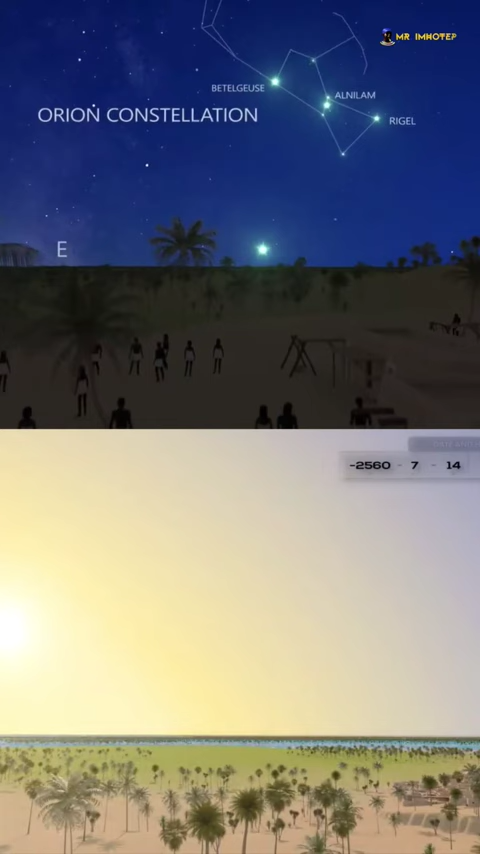 MR IMHOTEP
BETELGEUSE
ALNILAM
ORION CONSTELLATION
RIGEL
E
-2560 - 7 - 14